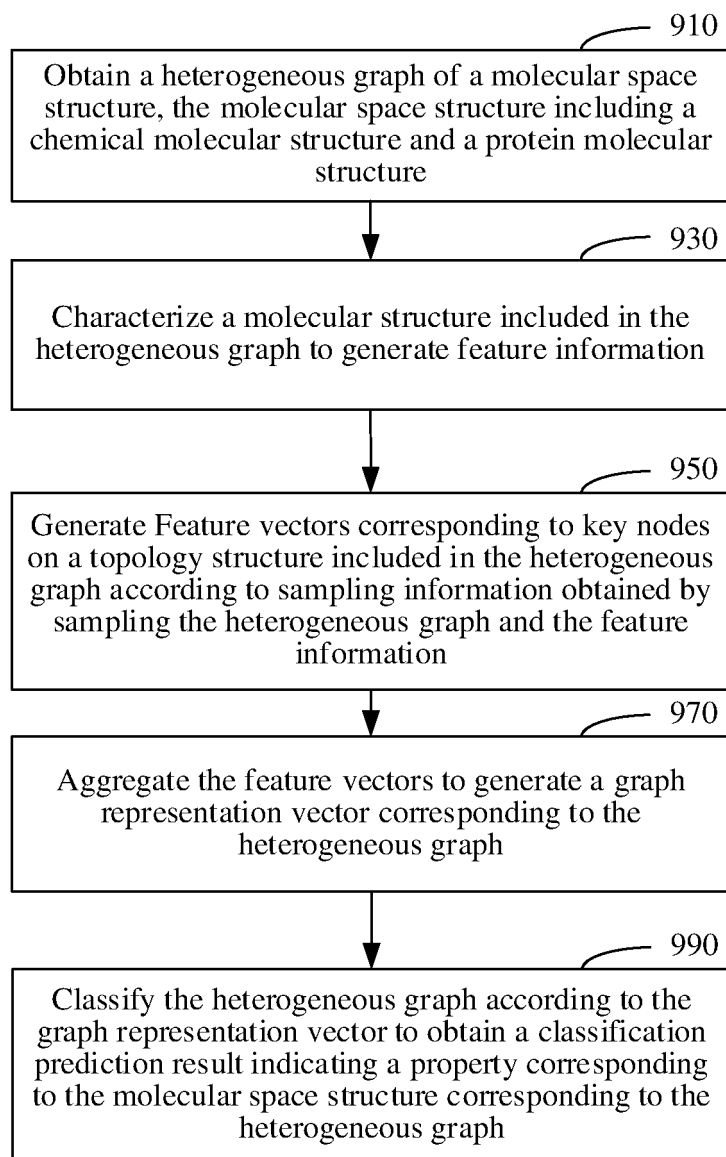 910
Obtain a heterogeneous graph of a molecular space
structure, the molecular space structure including a
chemical molecular structure and a protein molecular
structure
930
Characterize a molecular structure included in the
heterogeneous graph to generate feature information
950
Generate Feature vectors corresponding to key nodes
on a topology structure included in the heterogeneous
graph according to sampling information obtained by
sampling the heterogeneous graph and the feature
information
970
Aggregate the feature vectors to generate a graph
representation vector corresponding to the
heterogeneous graph
990
Classify the heterogeneous graph according to the
graph representation vector to obtain a classification
prediction result indicating a property corresponding
to the molecular space structure corresponding to the
heterogeneous graph